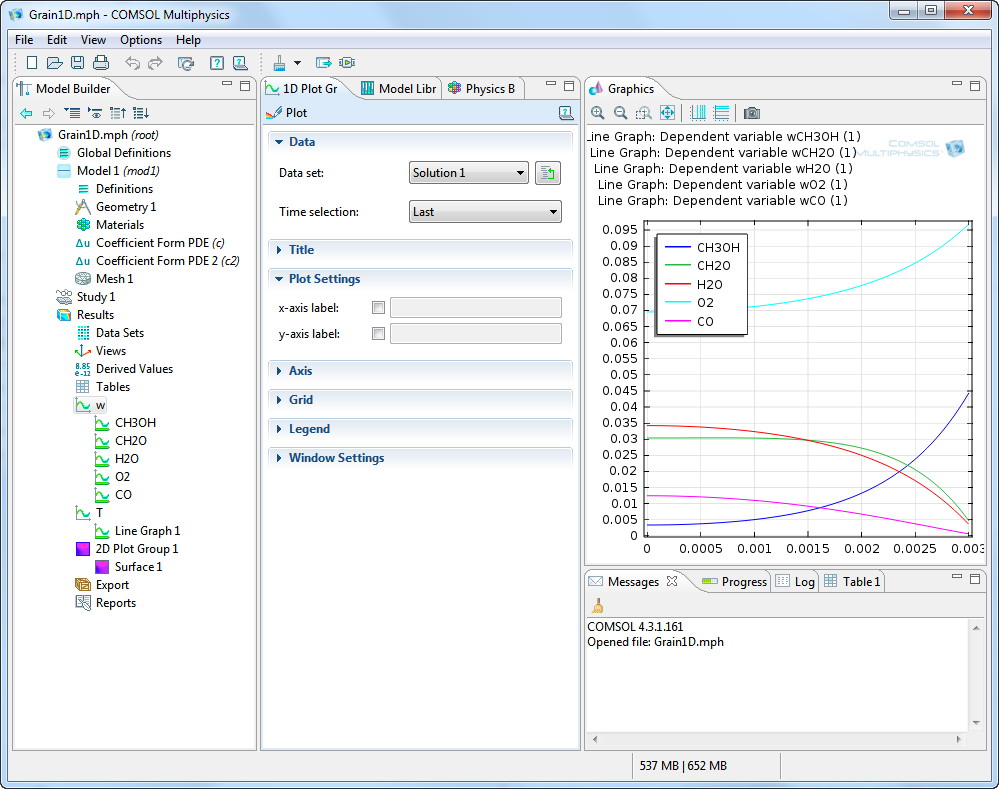 Grain1D.mph - COMSOL Multiphysics
File Edit View Options Help
Model Builder
Grain1D.mph (root)
Global Definitions
Model 1 (mod1)
Definitions
Geometry 1
Materials
Δu Coefficient Form PDE (c)
Δu Coefficient Form PDE 2 (c2)
Mesh 1
Study 1
Results
Data Sets
Views
8.85 e-12 Derived Values
Tables
w
CH3OH
CH2O
H2O
O2
CO
T
Line Graph 1
2D Plot Group 1
Surface 1
Export
Reports
1D Plot Gr Model Libr Physics B
Plot
Data
Data set: Solution 1
Time selection: Last
Title
Plot Settings
x-axis label:
y-axis label:
Axis
Grid
Legend
Window Settings
Graphics
Line Graph: Dependent variable wCH3OH (1)
Line Graph: Dependent variable wCH2O (1)
Line Graph: Dependent variable wH2O (1)
Line Graph: Dependent variable wO2 (1)
Line Graph: Dependent variable wCO (1)
COMSOL
MULTIPHYSICS
0.095
0.09
0.085
0.08
0.075
0.07
0.065
0.06
0.055
0.05
0.045
0.04
0.035
0.03
0.025
0.02
0.015
0.01
0.005
0
CH3OH
CH2O
H2O
O2
CO
0 0.0005 0.001 0.0015 0.002 0.0025 0.003
Messages Progress Log Table 1
COMSOL 4.3.1.161
Opened file: Grain1D.mph
537 MB | 652 MB